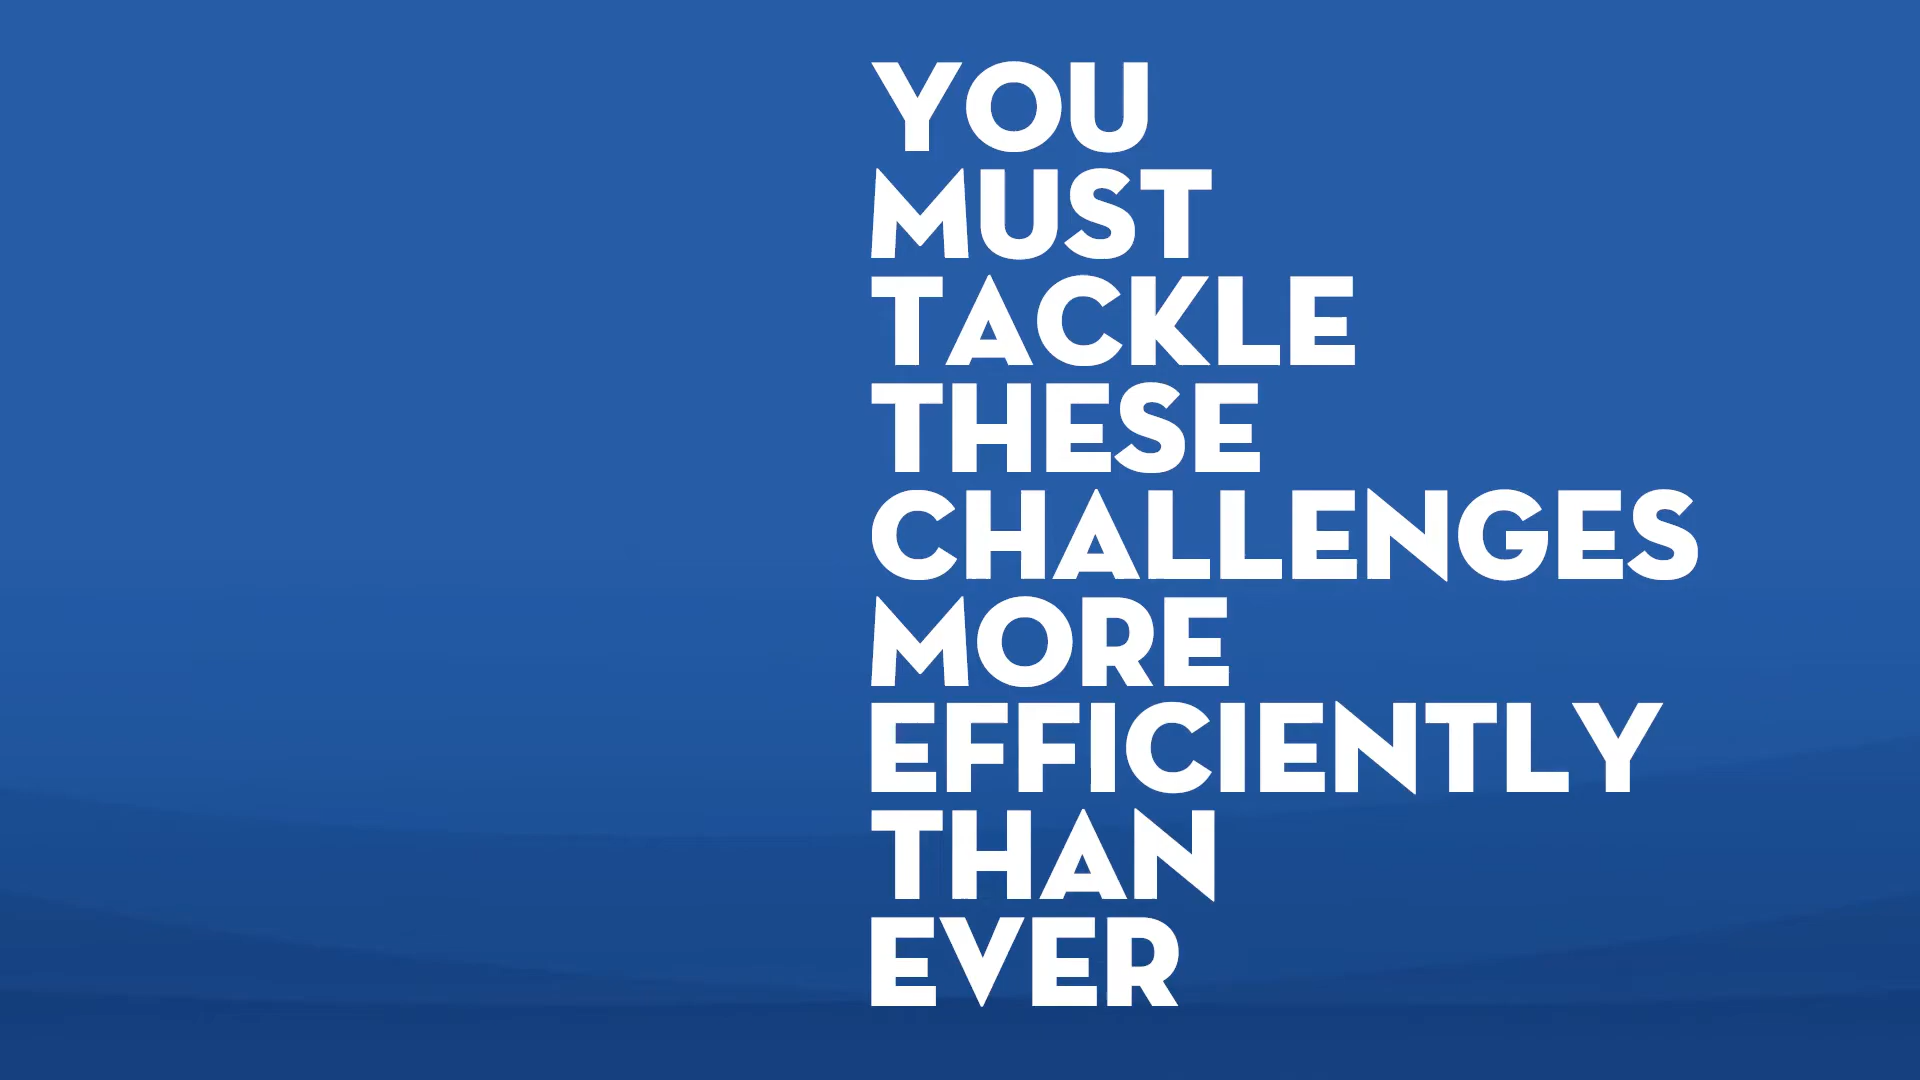 YOU
MUST
TACKLE
THESE
CHALLENGES
MORE
EFFICIENTLY
THAN
EVER